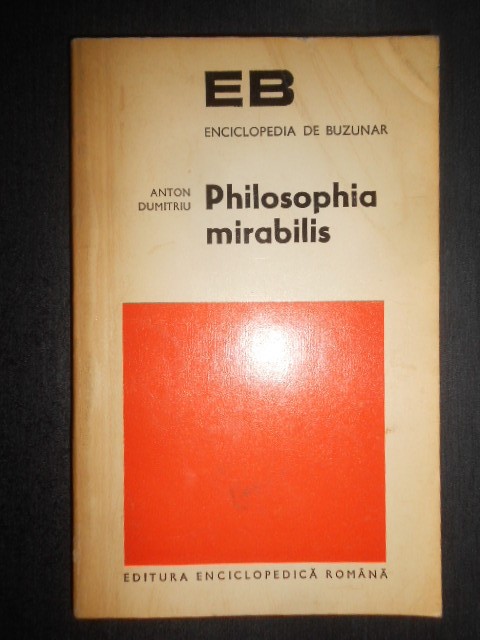 EB
ENCICLOPEDIA DE BUZUNAR
ANTON
DUMITRIU
Philosophia
mirabilis
EDITURA ENCICLOPEDICĂ ROMÂNĂ